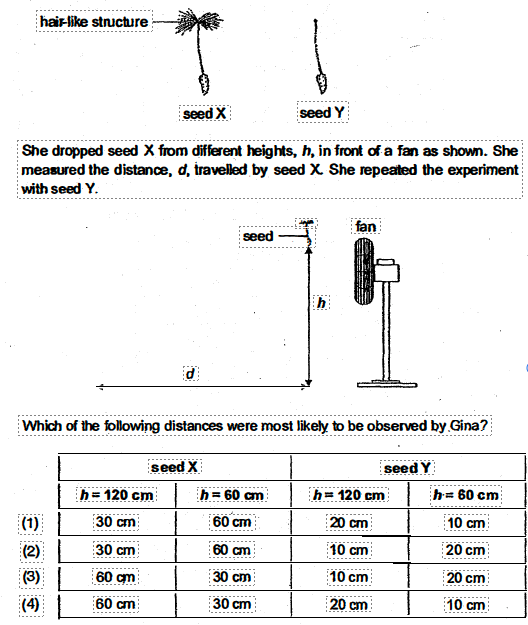 hair-like structure
seed X
seed Y
She dropped seed X from different heights, h, in front of a fan as shown. She
measured the distance, d, travelled by seed X. She repeated the experiment
with seed Y.
seed
fan
h
d
Which of the following distances were most likely to be observed by Gina?
seed X seed Y
h = 120 cm h = 60 cm h = 120 cm h = 60 cm
(1) 30 cm 60 cm 20 cm 10 cm
(2) 30 cm 60 cm 10 cm 20 cm
(3) 60 cm 30 cm 10 cm 20 cm
(4) 60 cm 30 cm 20 cm 10 cm